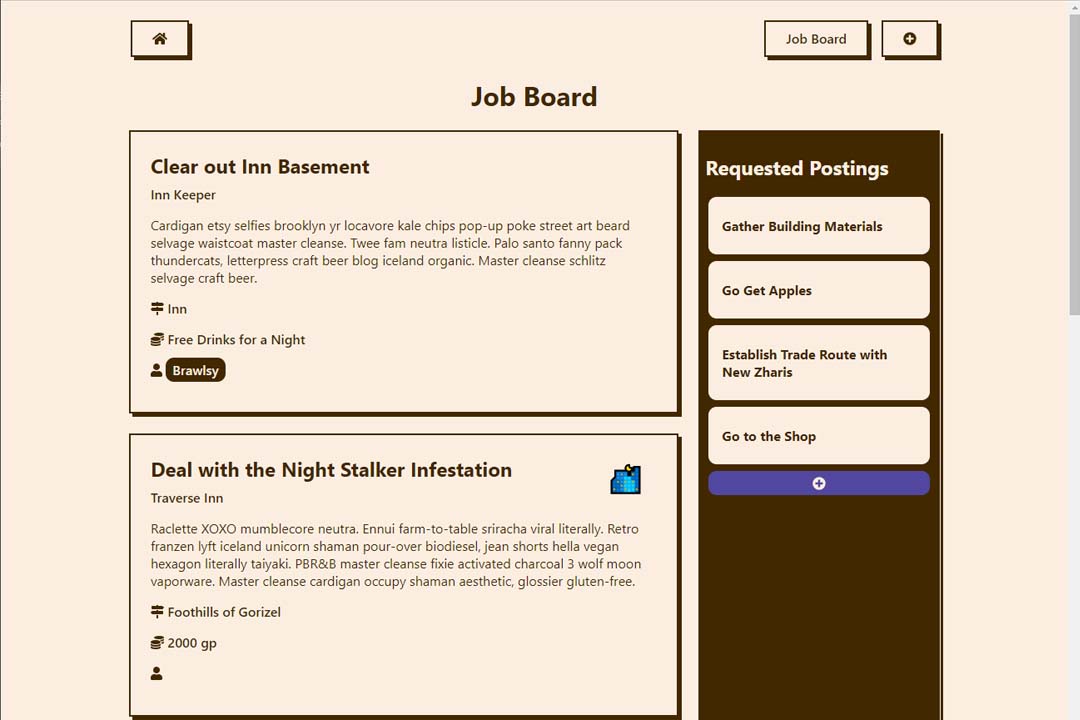 Job Board
Job Board
Clear out Inn Basement
Inn Keeper
Cardigan etsy selfies brooklyn yr locavore kale chips pop-up poke street art beard
selvage waistcoat master cleanse. Twee fam neutra listicle. Palo santo fanny pack
thundercats, letterpress craft beer blog iceland organic. Master cleanse schlitz
selvage craft beer.
Inn
Free Drinks for a Night
Brawlsy
Deal with the Night Stalker Infestation
Traverse Inn
Raclette XOXO mumblecore neutra. Ennui farm-to-table sriracha viral literally. Retro
franzen lyft iceland unicorn shaman pour-over biodiesel, jean shorts hella vegan
hexagon literally taiyaki. PBR&B master cleanse fixie activated charcoal 3 wolf moon
vaporware. Master cleanse cardigan occupy shaman aesthetic, glossier gluten-free.
Foothills of Gorizel
2000 gp
Requested Postings
Gather Building Materials
Go Get Apples
Establish Trade Route with
New Zharis
Go to the Shop